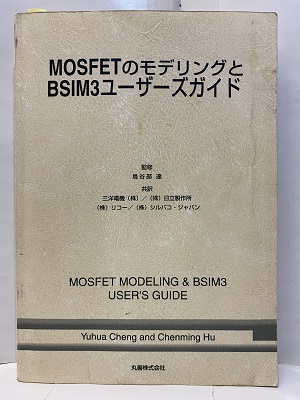 MOSFETのモデリングと
BSIM3ユーザーズガイド
監修
鳥谷部 達
共訳
三洋電機（株）／（株）日立製作所
（株）リコー／（株）シルバコ・ジャパン
MOSFET MODELING & BSIM3
USER'S GUIDE
Yuhua Cheng and Chenming Hu
丸善株式会社